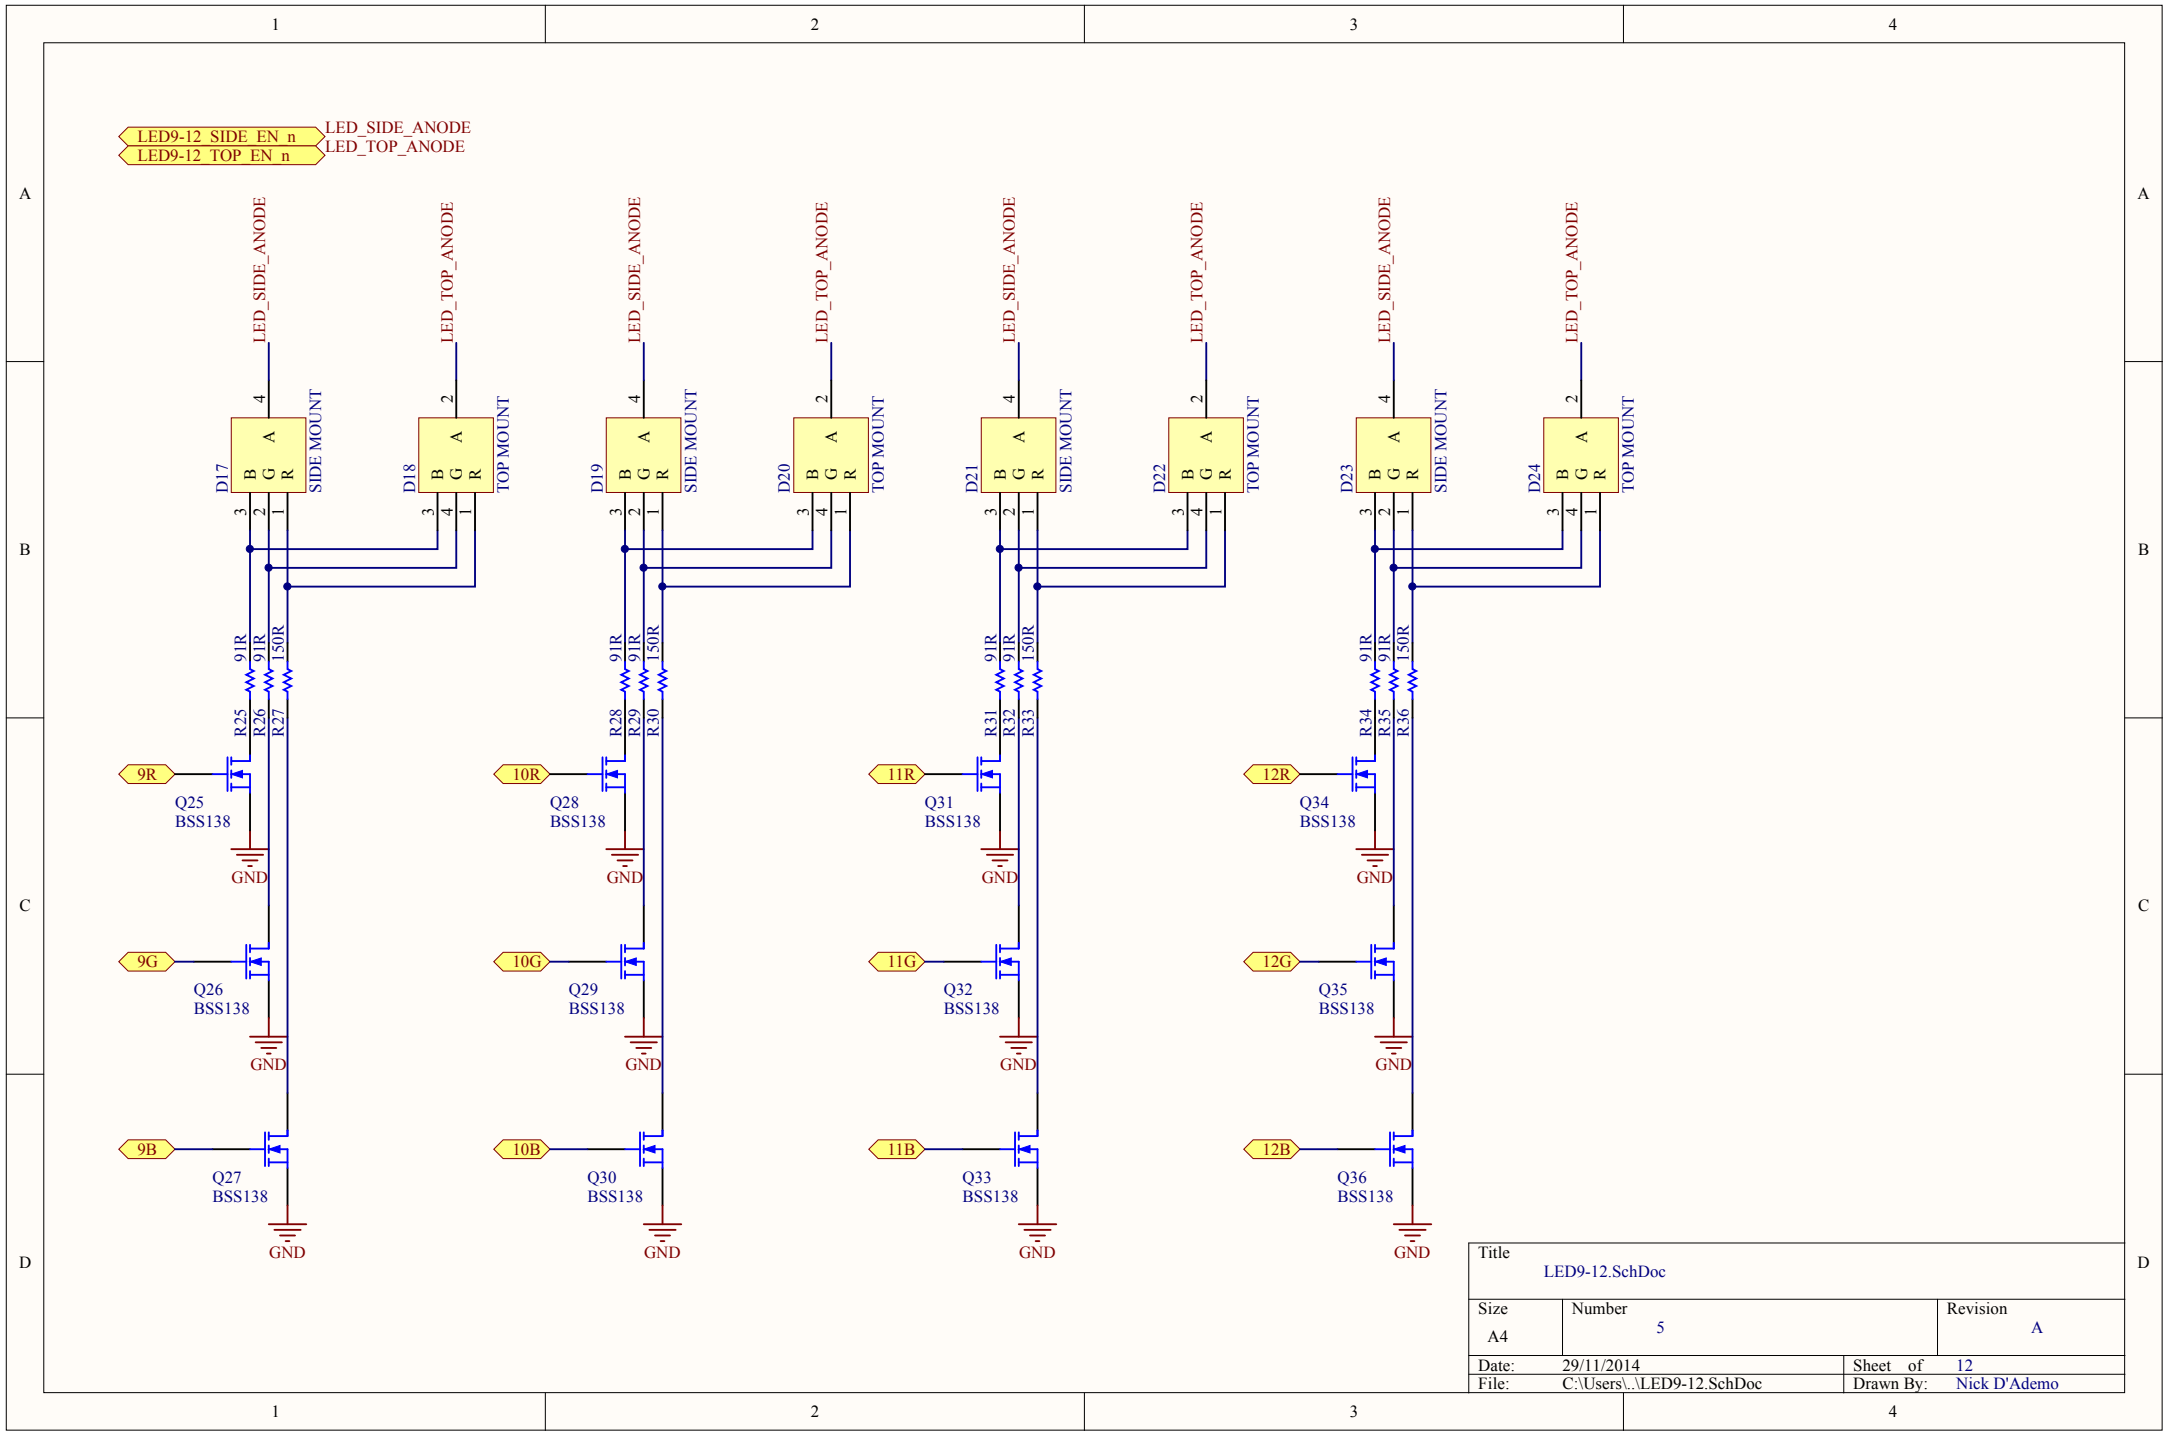 1 2 3 4
A A
B B
C C
D D
LED9-12_SIDE_EN_n LED_SIDE_ANODE
LED9-12_TOP_EN_n LED_TOP_ANODE
LED_SIDE_ANODE LED_TOP_ANODE LED_SIDE_ANODE LED_TOP_ANODE LED_SIDE_ANODE LED_TOP_ANODE LED_SIDE_ANODE LED_TOP_ANODE
4 2 4 2 4 2 4 2
A A A A A A A A
D17 B G R SIDE MOUNT
D18 B G R TOP MOUNT
D19 B G R SIDE MOUNT
D20 B G R TOP MOUNT
D21 B G R SIDE MOUNT
D22 B G R TOP MOUNT
D23 B G R SIDE MOUNT
D24 B G R TOP MOUNT
3 2 1 3 4 1 3 2 1 3 4 1 3 2 1 3 4 1 3 2 1 3 4 1
91R 91R 150R 91R 91R 150R 91R 91R 150R 91R 91R 150R
R25 R26 R27 R28 R29 R30 R31 R32 R33 R34 R35 R36
9R 10R 11R 12R
Q25 Q28 Q31 Q34
BSS138 BSS138 BSS138 BSS138
GND GND GND GND
9G 10G 11G 12G
Q26 Q29 Q32 Q35
BSS138 BSS138 BSS138 BSS138
GND GND GND GND
9B 10B 11B 12B
Q27 Q30 Q33 Q36
BSS138 BSS138 BSS138 BSS138
GND GND GND GND
Title
LED9-12.SchDoc
Size Number Revision
A4 5 A
Date: 29/11/2014 Sheet of 12
File: C:\Users\..\LED9-12.SchDoc Drawn By: Nick D'Ademo
1 2 3 4